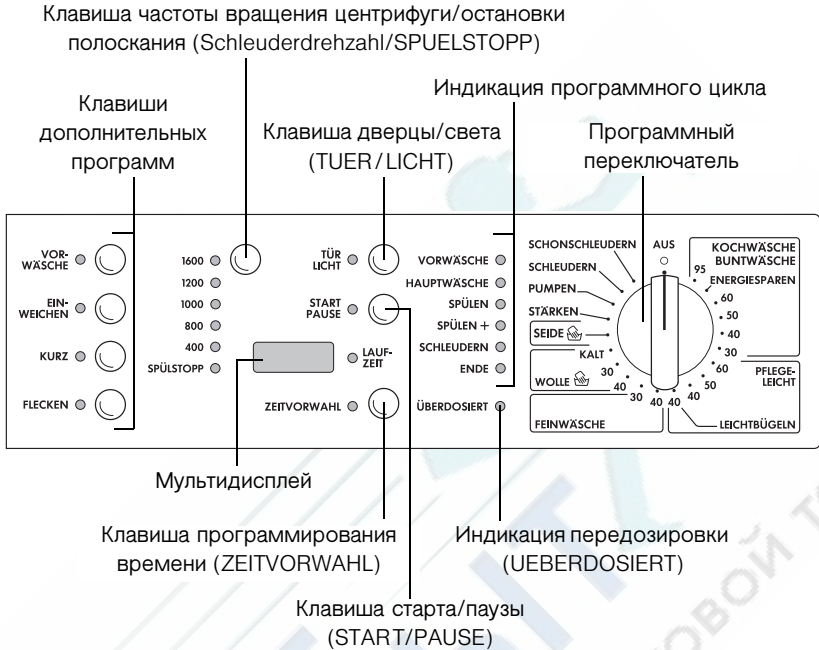 Клавиша частоты вращения центрифуги/остановки
полоскания (Schleuderdrehzahl/SPUELSTOPP)
Индикация программного цикла
Клавиши
дополнительных
программ
Клавиша дверцы/света
(TUER/LICHT)
Программный
переключатель
VOR-
WÄSCHE
EIN-
WEICHEN
KURZ
FLECKEN
1600
1200
1000
800
400
SPÜLSTOPP
TÜR
LICHT
START
PAUSE
LAUF-
ZEIT
ZEITVORWAHL
VORWÄSCHE
HAUPTWÄSCHE
SPÜLEN
SPÜLEN +
SCHLEUDERN
ENDE
ÜBERDOSIERT
SCHONSCHLEUDERN
SCHLEUDERN
PUMPEN
STÄRKEN
SEIDE
KALT
30
WOLLE
40
30
40
FEINWÄSCHE
AUS
KOCHWÄSCHE
BUNTWÄSCHE
95
ENERGIESPAREN
60
50
40
30
60
PFLEGE-
LEICHT
50
40
40
LEICHTBÜGELN
Мультидисплей
Клавиша программирования
времени (ZEITVORWAHL)
Индикация передозировки
(UEBERDOSIERT)
Клавиша старта/паузы
(START/PAUSE)